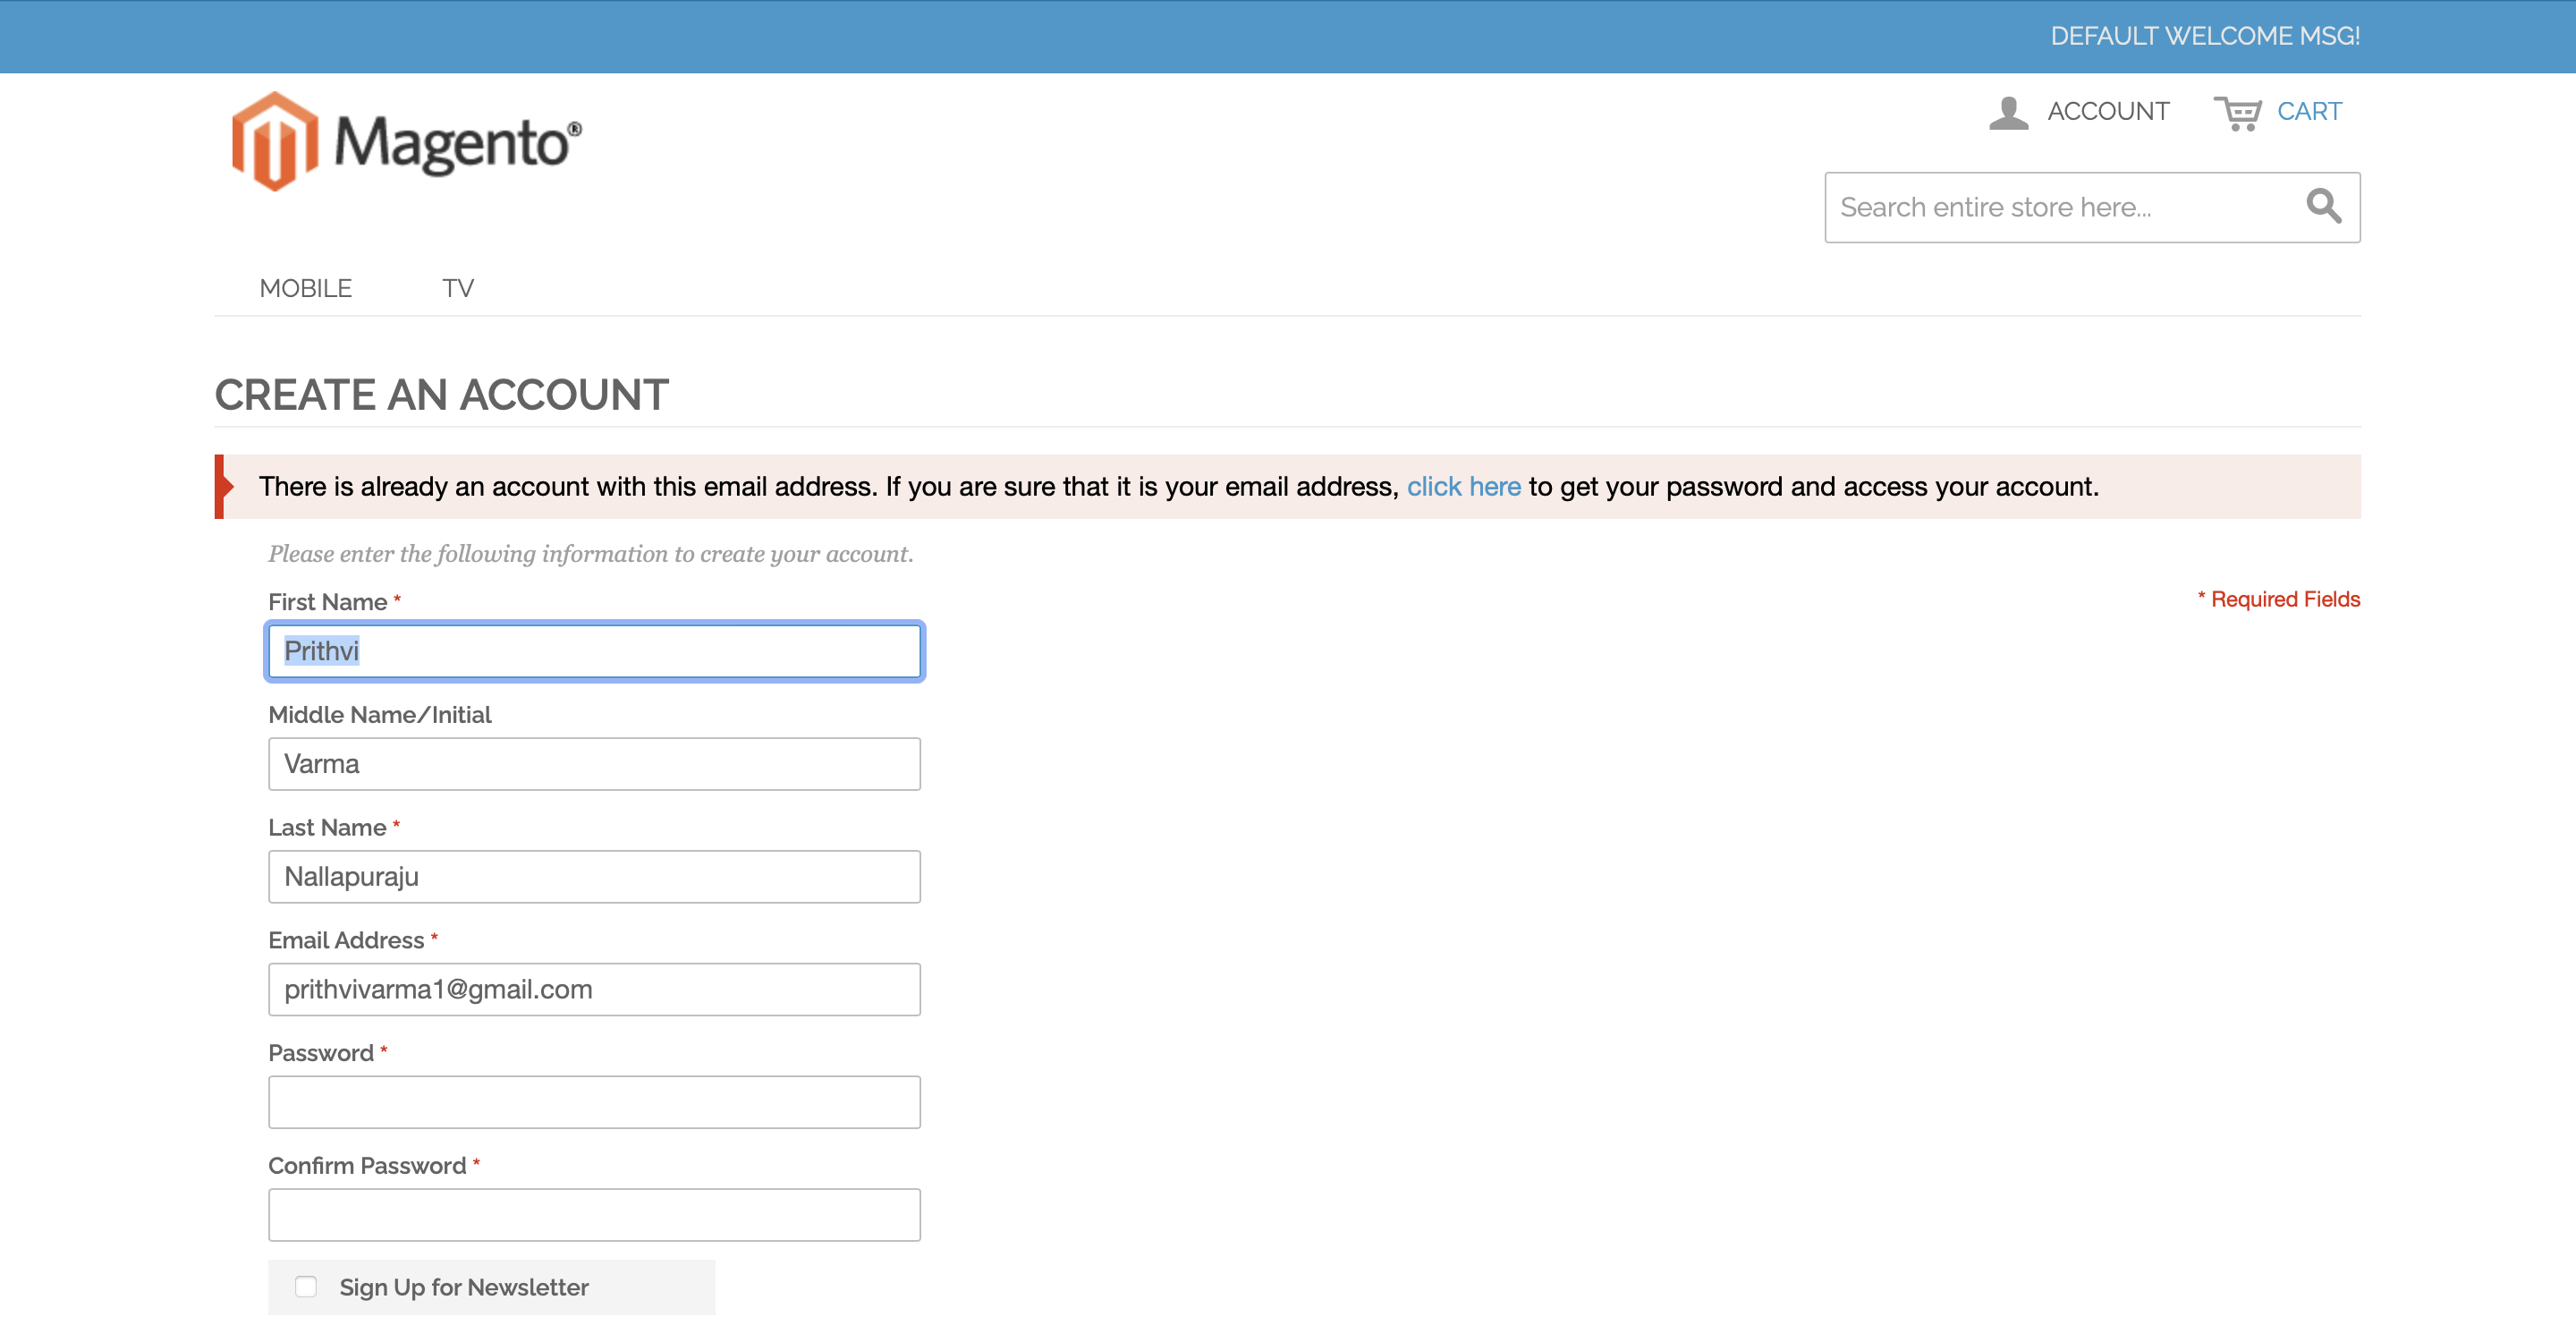 DEFAULT WELCOME MSG!
Magento®
ACCOUNT
CART
Search entire store here...
MOBILE
TV
CREATE AN ACCOUNT
There is already an account with this email address. If you are sure that it is your email address, click here to get your password and access your account.
Please enter the following information to create your account.
* Required Fields
First Name *
Prithvi
Middle Name/Initial
Varma
Last Name *
Nallapuraju
Email Address *
prithvivarma1@gmail.com
Password *
Confirm Password *
Sign Up for Newsletter